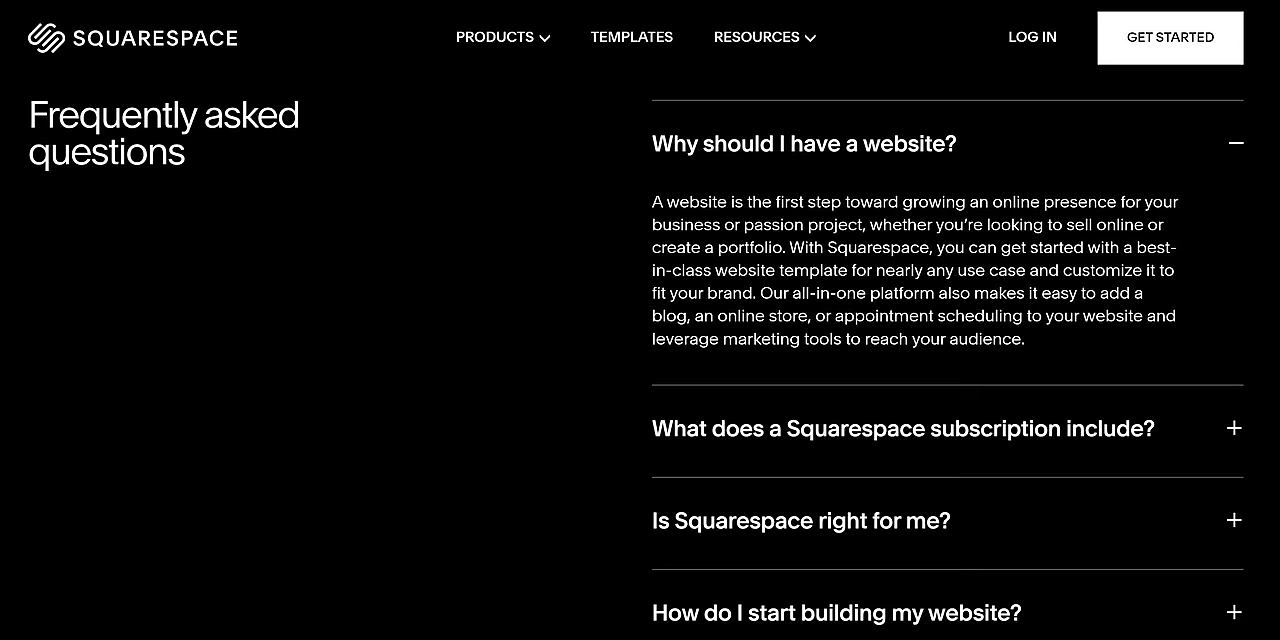 SQUARESPACE
PRODUCTS
TEMPLATES
RESOURCES
LOG IN
GET STARTED
Frequently asked
questions
Why should I have a website?
A website is the first step toward growing an online presence for your
business or passion project, whether you’re looking to sell online or
create a portfolio. With Squarespace, you can get started with a best-
in-class website template for nearly any use case and customize it to
fit your brand. Our all-in-one platform also makes it easy to add a
blog, an online store, or appointment scheduling to your website and
leverage marketing tools to reach your audience.
What does a Squarespace subscription include?
Is Squarespace right for me?
How do I start building my website?